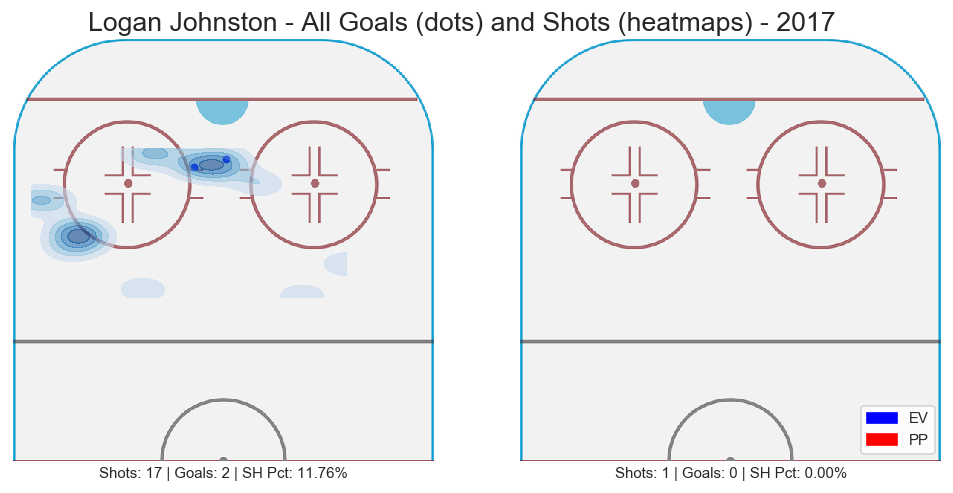 Logan Johnston - All Goals (dots) and Shots (heatmaps) - 2017
EV
PP
Shots: 17 | Goals: 2 | SH Pct: 11.76%
Shots: 1 | Goals: 0 | SH Pct: 0.00%